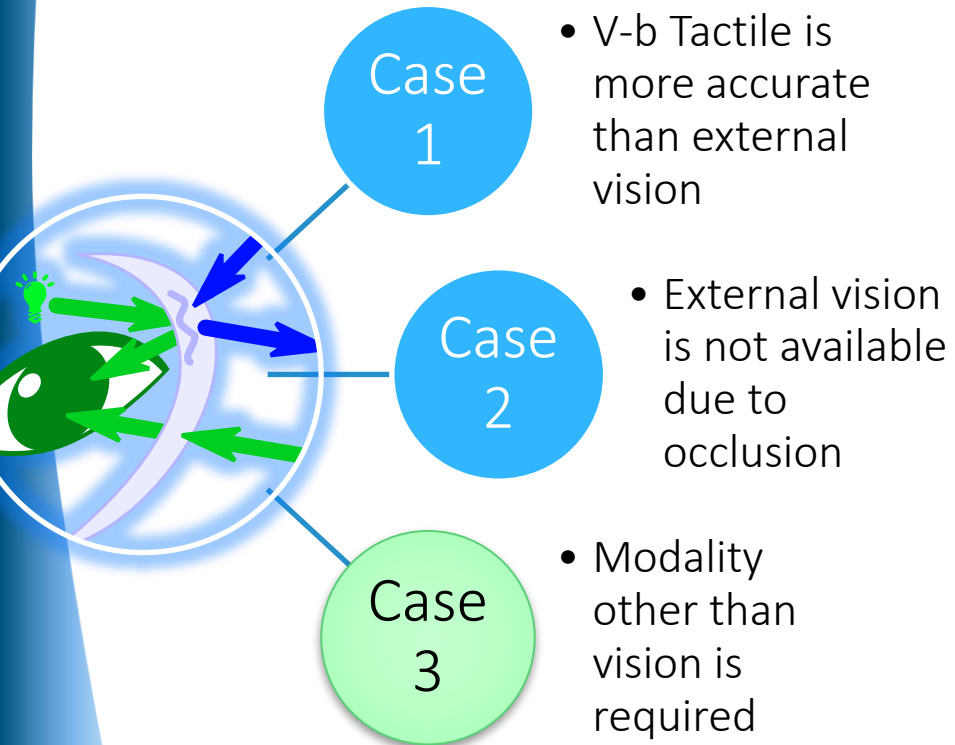 Case
1
• V-b Tactile is
more accurate
than external
vision
Case
2
• External vision
is not available
due to
occlusion
Case
3
• Modality
other than
vision is
required